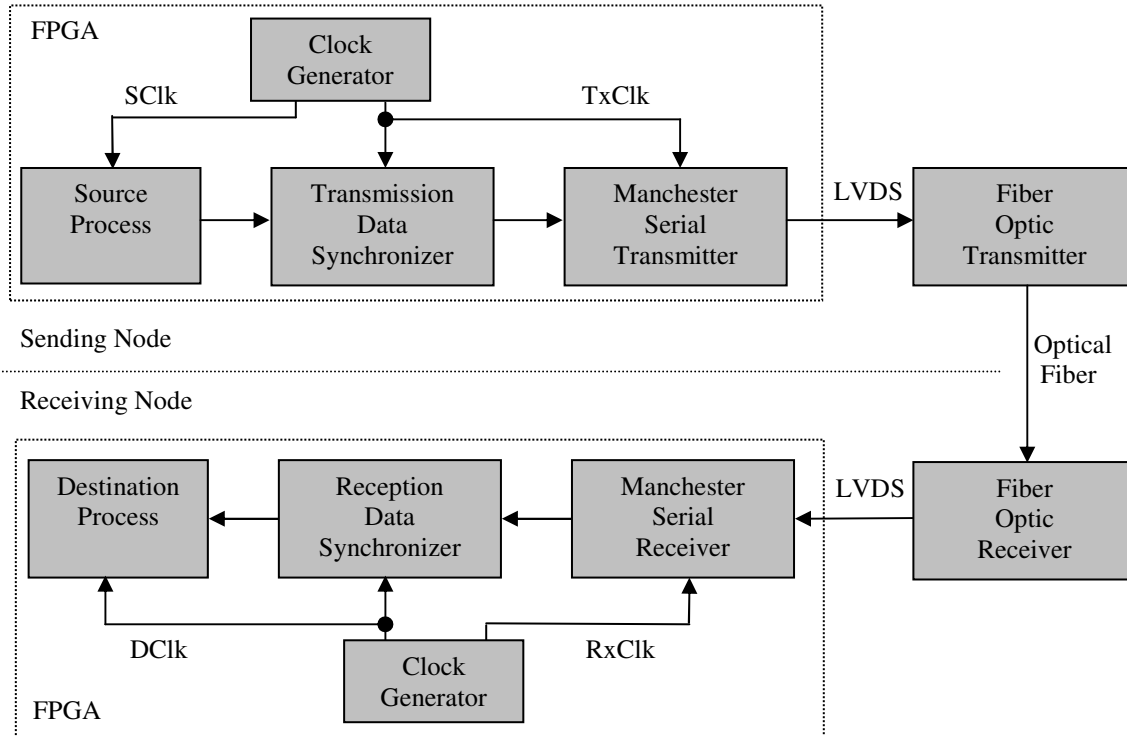 FPGA
Clock
Generator
SClk
TxClk
Source
Process
Transmission
Data
Synchronizer
Manchester
Serial
Transmitter
LVDS
Fiber
Optic
Transmitter
Sending Node
Optical
Fiber
Receiving Node
Destination
Process
Reception
Data
Synchronizer
Manchester
Serial
Receiver
LVDS
Fiber
Optic
Receiver
DClk
RxClk
Clock
Generator
FPGA